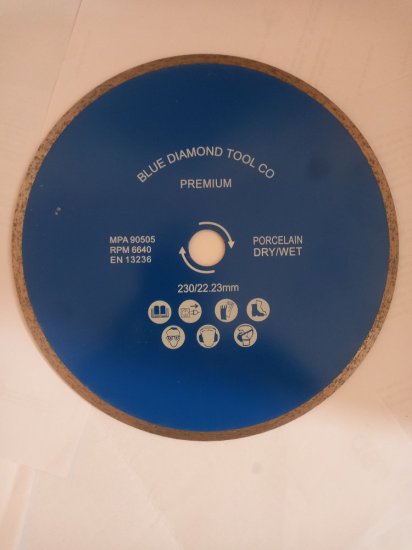 BLUE DIAMOND TOOL CO
PREMIUM
MPA 90505
RPM 6640
EN 13236
PORCELAIN
DRY/WET
230/22.23mm